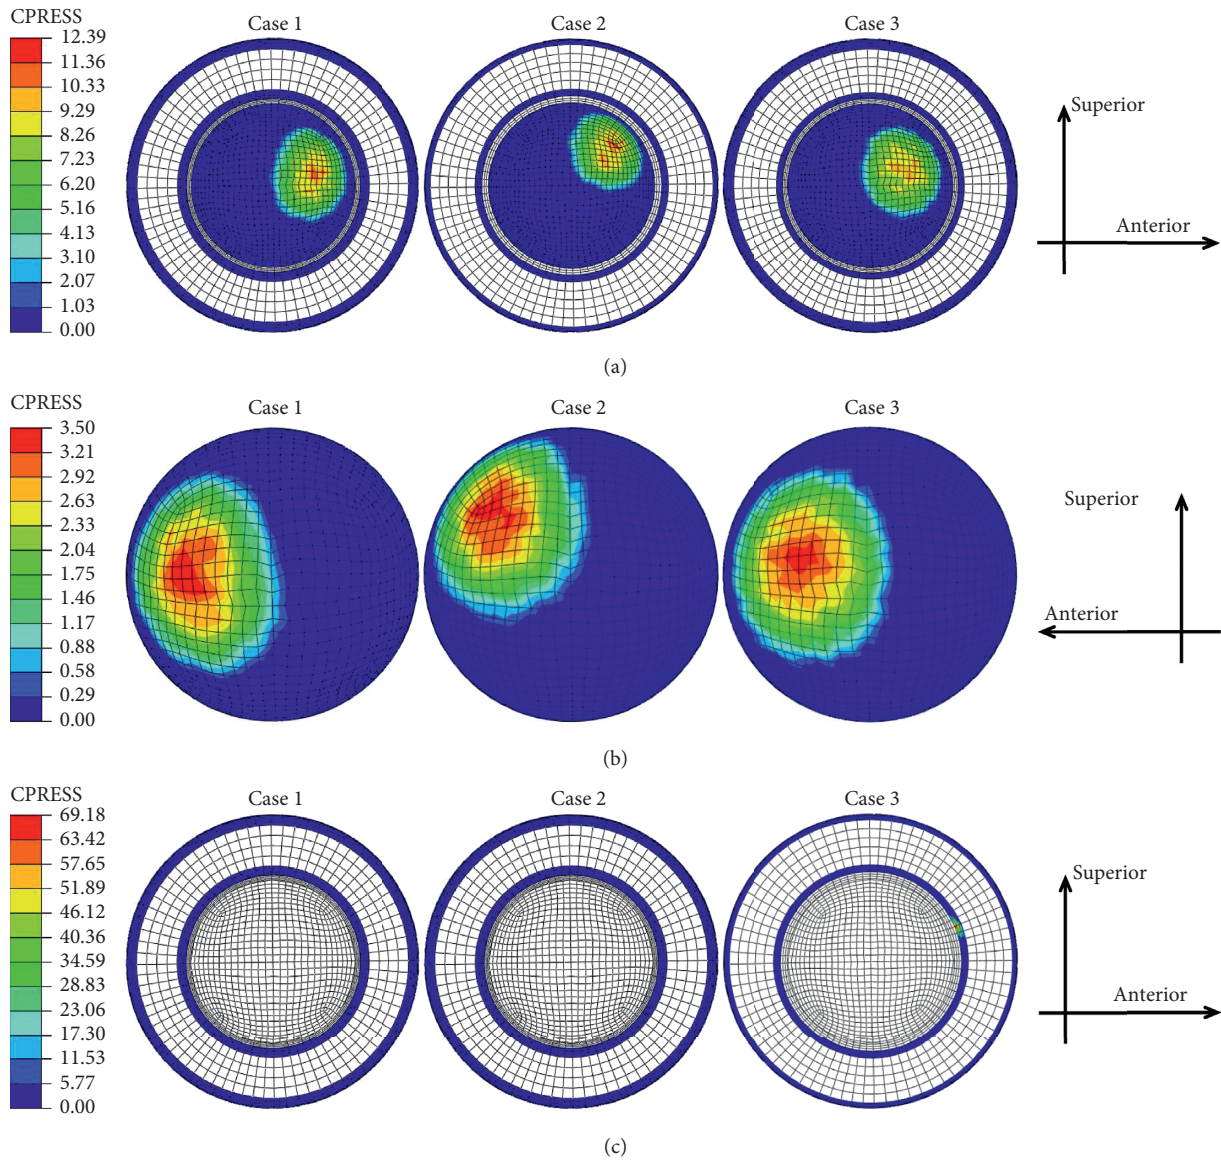 CPRESS
Case 1
Case 2
Case 3
12.39
11.36
10.33
9.29
8.26
7.23
6.20
5.16
4.13
3.10
2.07
1.03
0.00
Superior
Anterior
(a)
CPRESS
Case 1
Case 2
Case 3
3.50
3.21
2.92
2.63
2.33
2.04
1.75
1.46
1.17
0.88
0.58
0.29
0.00
Superior
Anterior
(b)
CPRESS
Case 1
Case 2
Case 3
69.18
63.42
57.65
51.89
46.12
40.36
34.59
28.83
23.06
17.30
11.53
5.77
0.00
Superior
Anterior
(c)